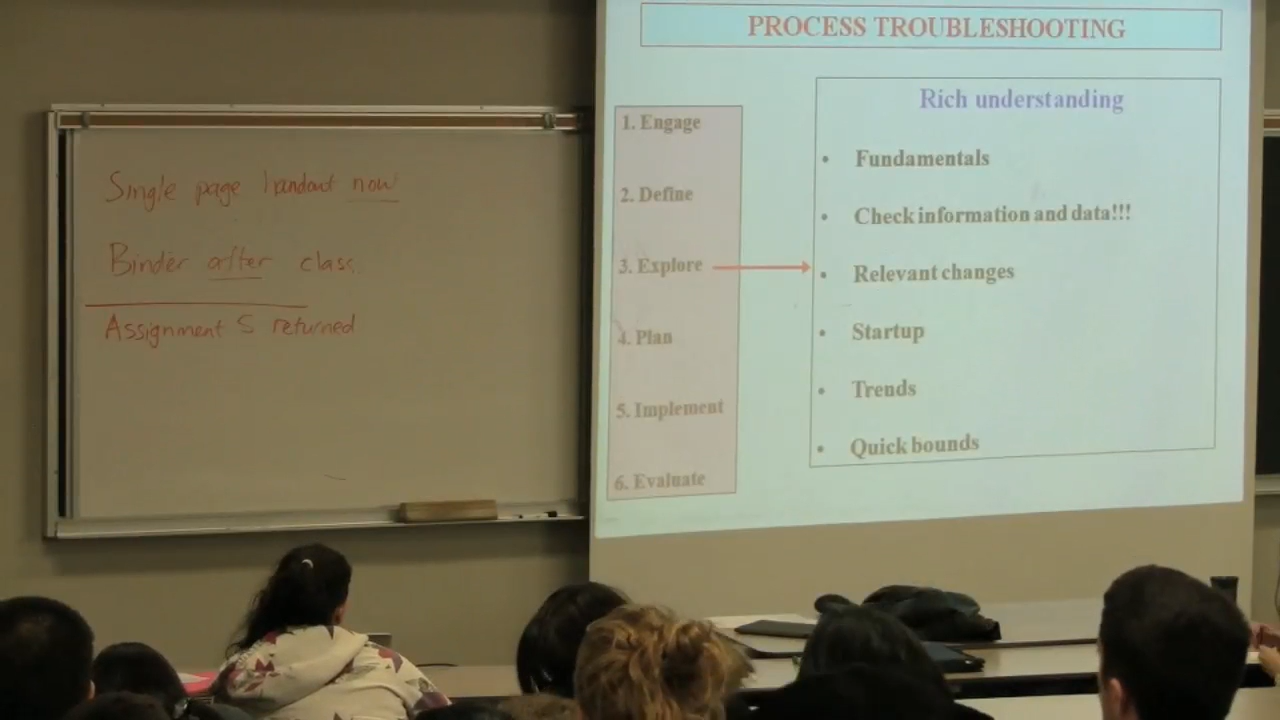 Single page handout now
Binder after class
Assignment 5 returned
PROCESS TROUBLESHOOTING
1. Engage
2. Define
3. Explore
4. Plan
5. Implement
6. Evaluate
Rich understanding
• Fundamentals
• Check information and data!!!
• Relevant changes
• Startup
• Trends
• Quick bounds